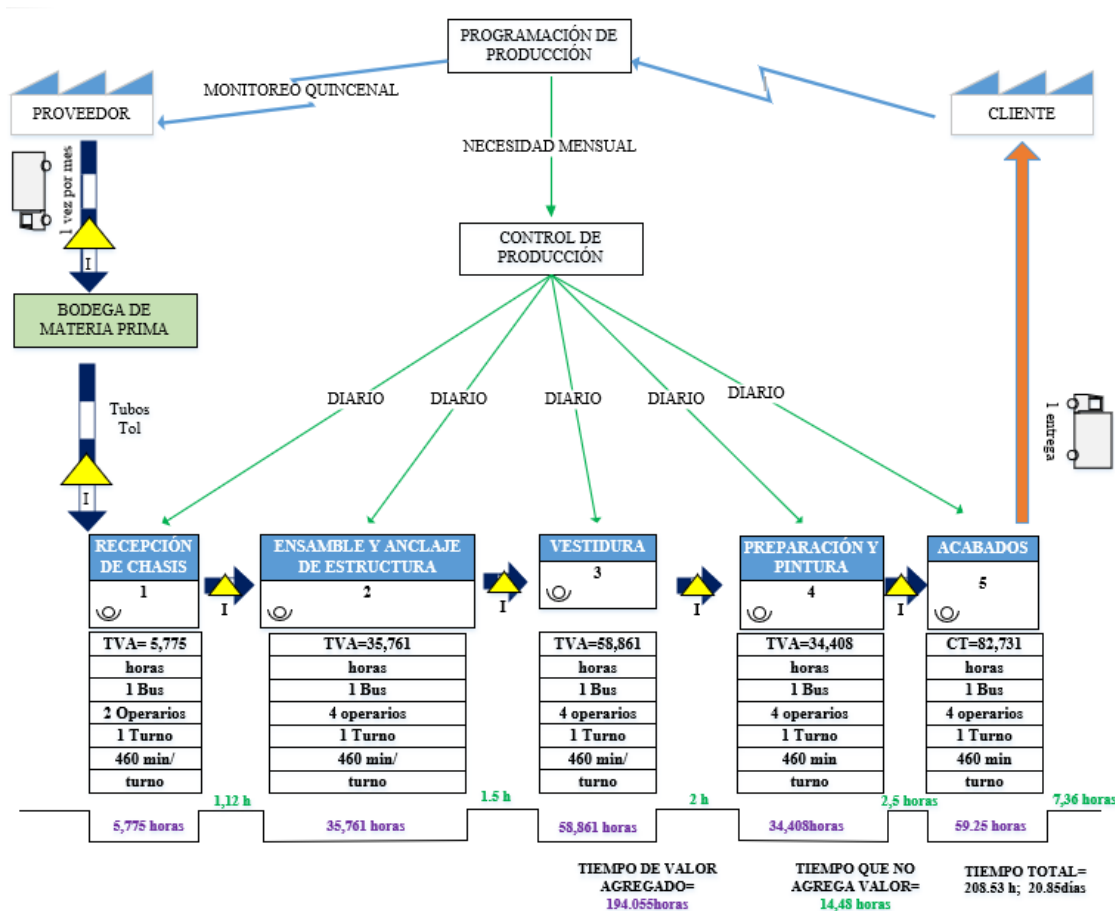 PROGRAMACIÓN DE
PRODUCCIÓN
MONITOREO QUINCENAL
PROVEEDOR
CLIENTE
NECESIDAD MENSUAL
1 vez por mes
I
CONTROL DE
PRODUCCIÓN
BODEGA DE
MATERIA PRIMA
Tubos
Tol
I
DIARIO
DIARIO
DIARIO
DIARIO
DIARIO
1 entrega
RECEPCIÓN
DE CHASIS
1
I
ENSAMBLE Y ANCLAJE
DE ESTRUCTURA
2
I
VESTIDURA
3
I
PREPARACIÓN Y
PINTURA
4
I
ACABADOS
5
TVA= 5,775
horas
1 Bus
2 Operarios
1 Turno
460 min/
turno
TVA=35,761
horas
1 Bus
4 operarios
1 Turno
460 min/
turno
TVA=58,861
horas
1 Bus
4 operarios
1 Turno
460 min/
turno
TVA=34,408
horas
1 Bus
4 operarios
1 Turno
460 min
turno
CT=82,731
horas
1 Bus
4 operarios
1 Turno
460 min
turno
1,12 h
1.5 h
2 h
2,5 horas
7,36 horas
5,775 horas
35,761 horas
58,861 horas
34,408horas
59.25 horas
TIEMPO DE VALOR
AGREGADO=
194.055horas
TIEMPO QUE NO
AGREGA VALOR=
14,48 horas
TIEMPO TOTAL=
208.53 h; 20.85días